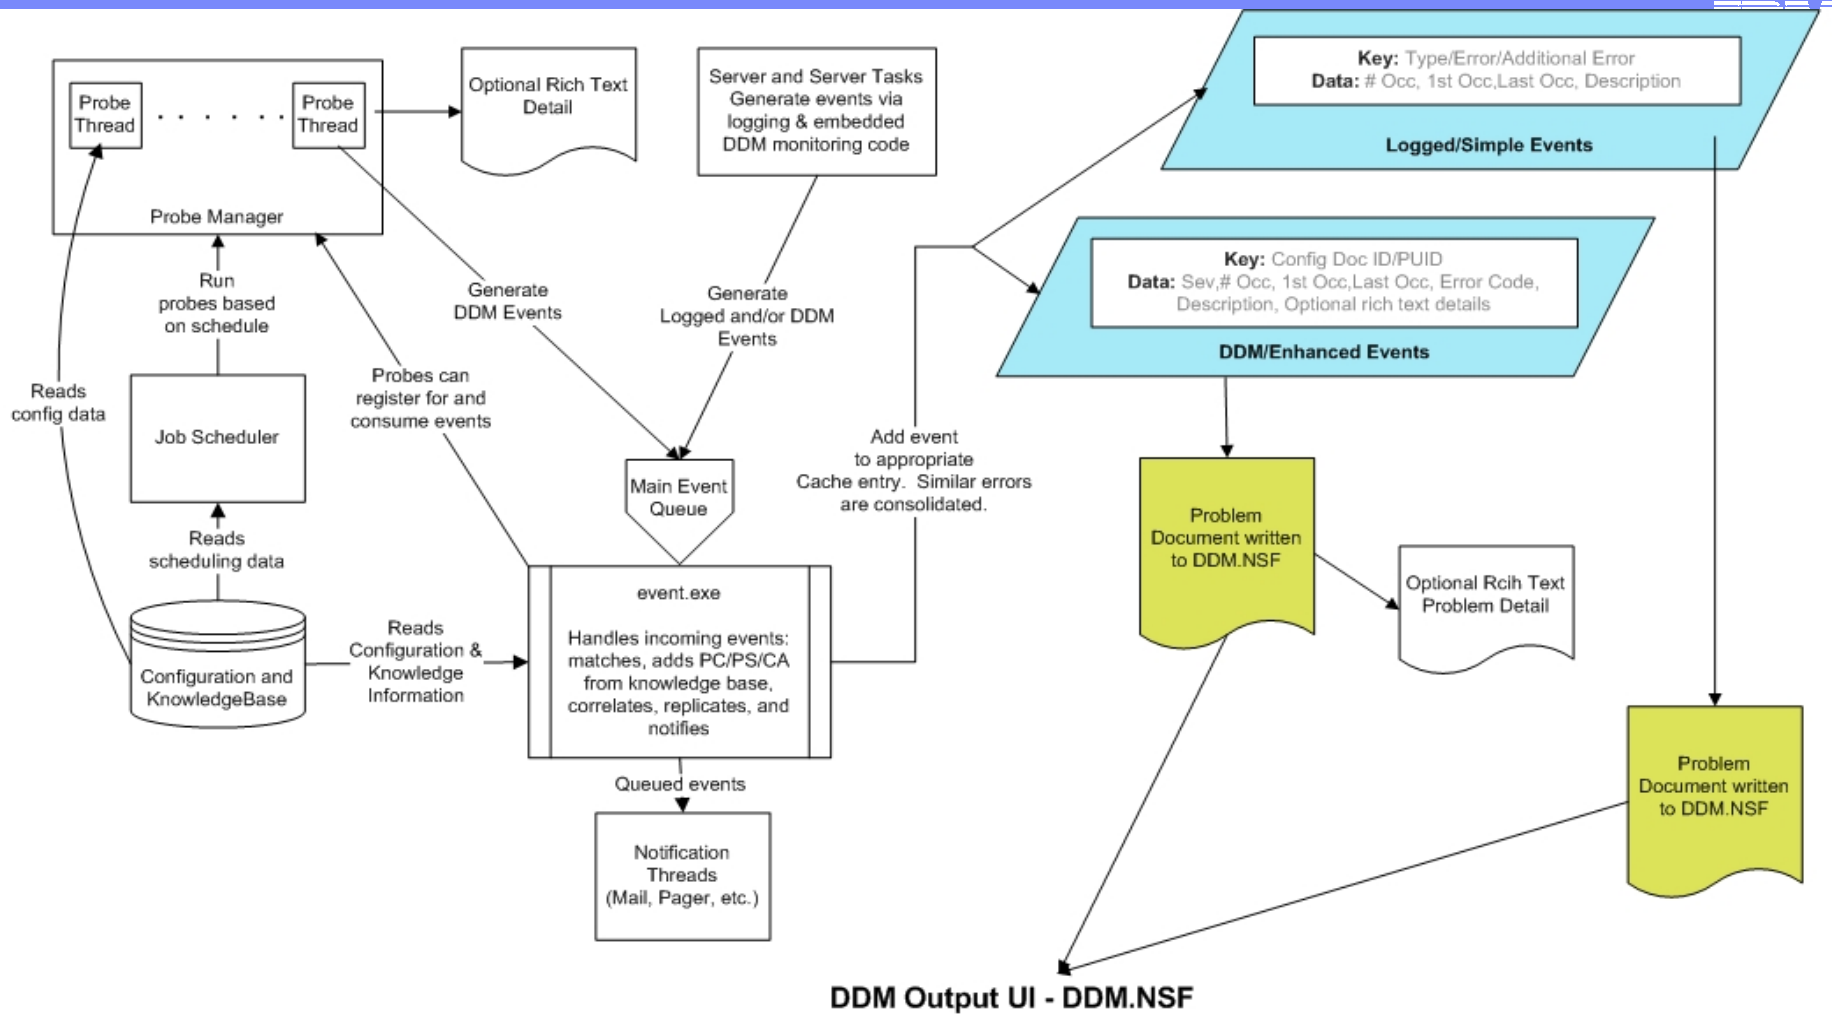 Probe
Thread
. . . . . .
Probe
Thread
Probe Manager
Optional Rich Text
Detail
Server and Server Tasks
Generate events via
logging & embedded
DDM monitoring code
Key: Type/Error/Additional Error
Data: # Occ, 1st Occ,Last Occ, Description
Logged/Simple Events
Key: Config Doc ID/PUID
Data: Sev,# Occ, 1st Occ,Last Occ, Error Code,
Description, Optional rich text details
DDM/Enhanced Events
Run
probes based
on schedule
Generate
DDM Events
Generate
Logged and/or DDM
Events
Reads
config data
Job Scheduler
Probes can
register for and
consume events
Main Event
Queue
Add event
to appropriate
Cache entry.  Similar errors
are consolidated.
Reads
scheduling data
Configuration and
KnowledgeBase
Reads
Configuration &
Knowledge
Information
event.exe
Handles incoming events:
matches, adds PC/PS/CA
from knowledge base,
correlates, replicates, and
notifies
Queued events
Notification
Threads
(Mail, Pager, etc.)
Problem
Document written
to DDM.NSF
Optional Rcih Text
Problem Detail
Problem
Document written
to DDM.NSF
DDM Output UI - DDM.NSF